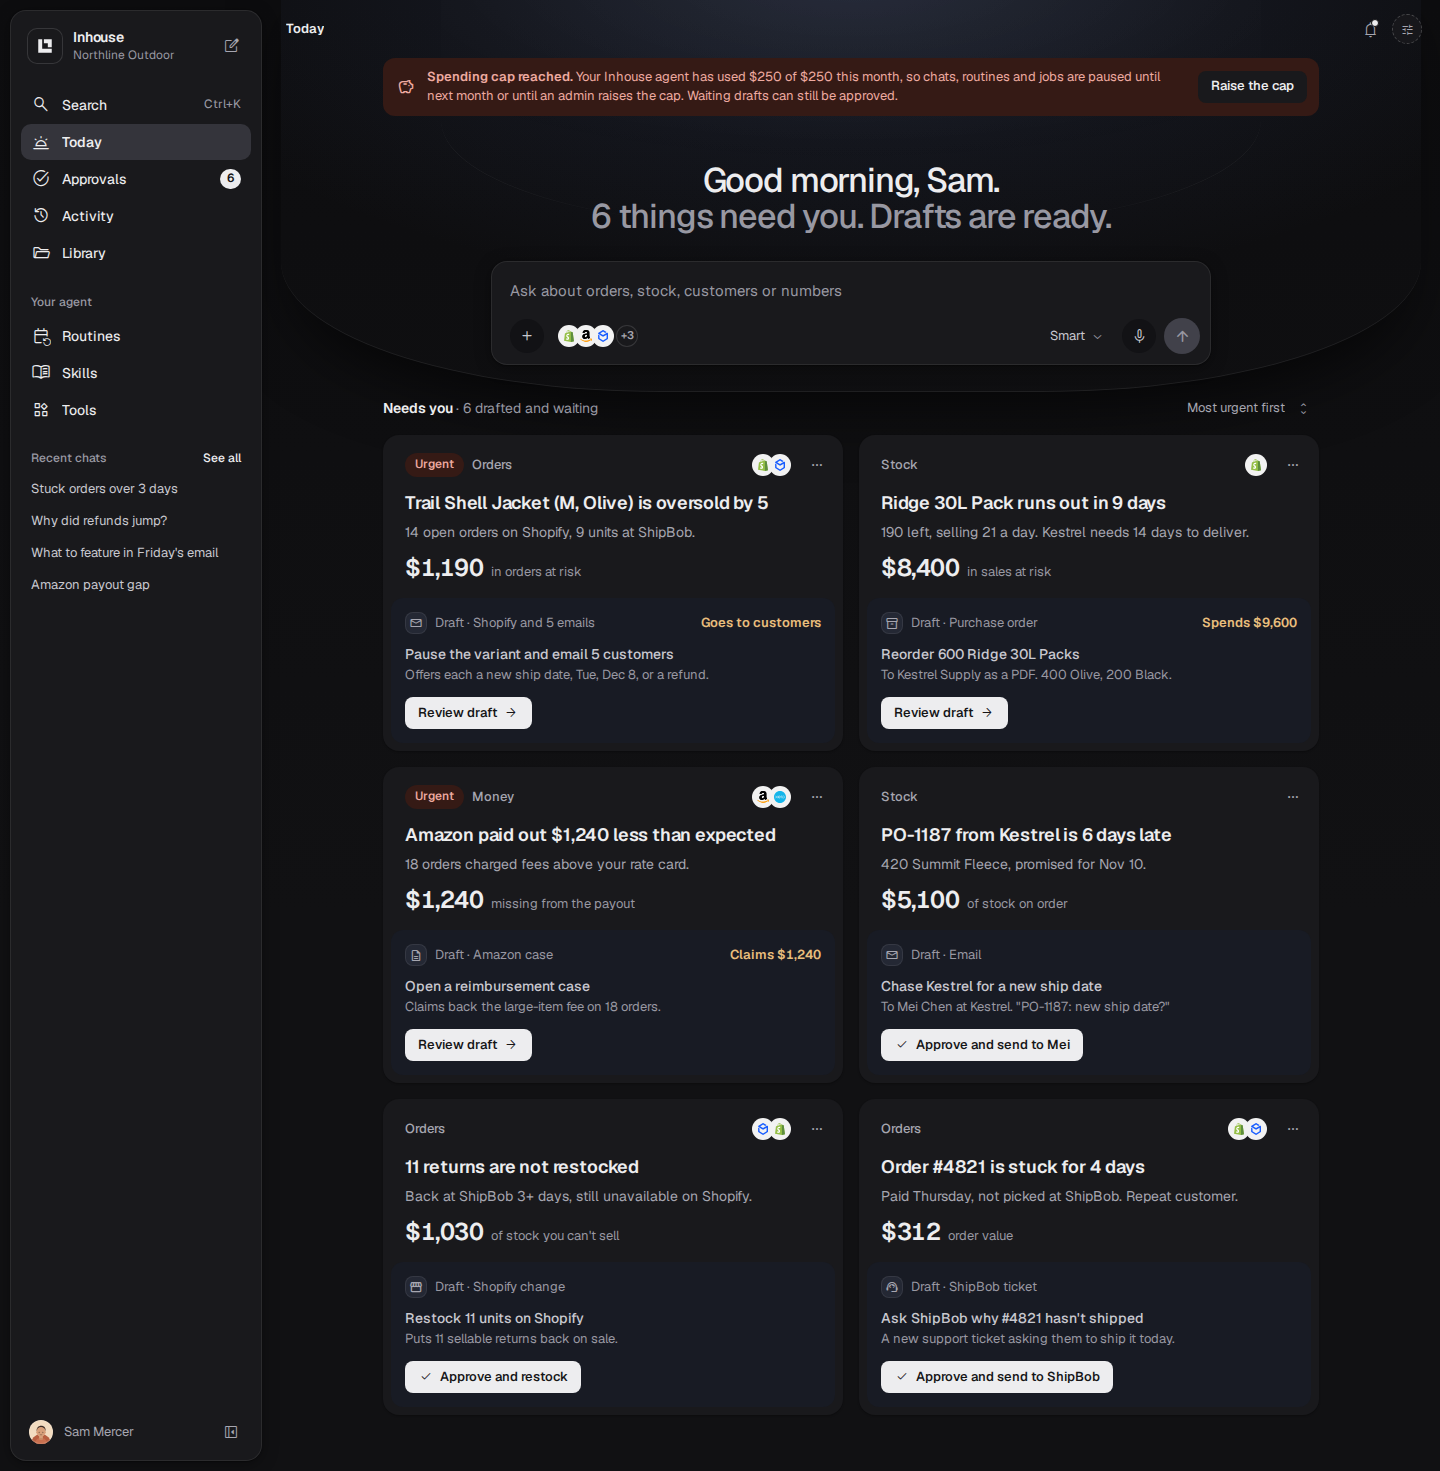 Inhouse
Northline Outdoor
Search Ctrl+K
Today
Approvals 6
Activity
Library
Your agent
Routines
Skills
Tools
Recent chats See all
Stuck orders over 3 days
Why did refunds jump?
What to feature in Friday's email
Amazon payout gap
Sam Mercer
Today
Spending cap reached. Your Inhouse agent has used $250 of $250 this month, so chats, routines and jobs are paused until
next month or until an admin raises the cap. Waiting drafts can still be approved.
Raise the cap
Good morning, Sam.
6 things need you. Drafts are ready.
Ask about orders, stock, customers or numbers
+3
Smart
Needs you · 6 drafted and waiting
Most urgent first
Urgent Orders
Trail Shell Jacket (M, Olive) is oversold by 5
14 open orders on Shopify, 9 units at ShipBob.
$1,190 in orders at risk
Draft · Shopify and 5 emails Goes to customers
Pause the variant and email 5 customers
Offers each a new ship date, Tue, Dec 8, or a refund.
Review draft
Stock
Ridge 30L Pack runs out in 9 days
190 left, selling 21 a day. Kestrel needs 14 days to deliver.
$8,400 in sales at risk
Draft · Purchase order Spends $9,600
Reorder 600 Ridge 30L Packs
To Kestrel Supply as a PDF. 400 Olive, 200 Black.
Review draft
Urgent Money
Amazon paid out $1,240 less than expected
18 orders charged fees above your rate card.
$1,240 missing from the payout
Draft · Amazon case Claims $1,240
Open a reimbursement case
Claims back the large-item fee on 18 orders.
Review draft
Stock
PO-1187 from Kestrel is 6 days late
420 Summit Fleece, promised for Nov 10.
$5,100 of stock on order
Draft · Email
Chase Kestrel for a new ship date
To Mei Chen at Kestrel. "PO-1187: new ship date?"
Approve and send to Mei
Orders
11 returns are not restocked
Back at ShipBob 3+ days, still unavailable on Shopify.
$1,030 of stock you can't sell
Draft · Shopify change
Restock 11 units on Shopify
Puts 11 sellable returns back on sale.
Approve and restock
Orders
Order #4821 is stuck for 4 days
Paid Thursday, not picked at ShipBob. Repeat customer.
$312 order value
Draft · ShipBob ticket
Ask ShipBob why #4821 hasn't shipped
A new support ticket asking them to ship it today.
Approve and send to ShipBob